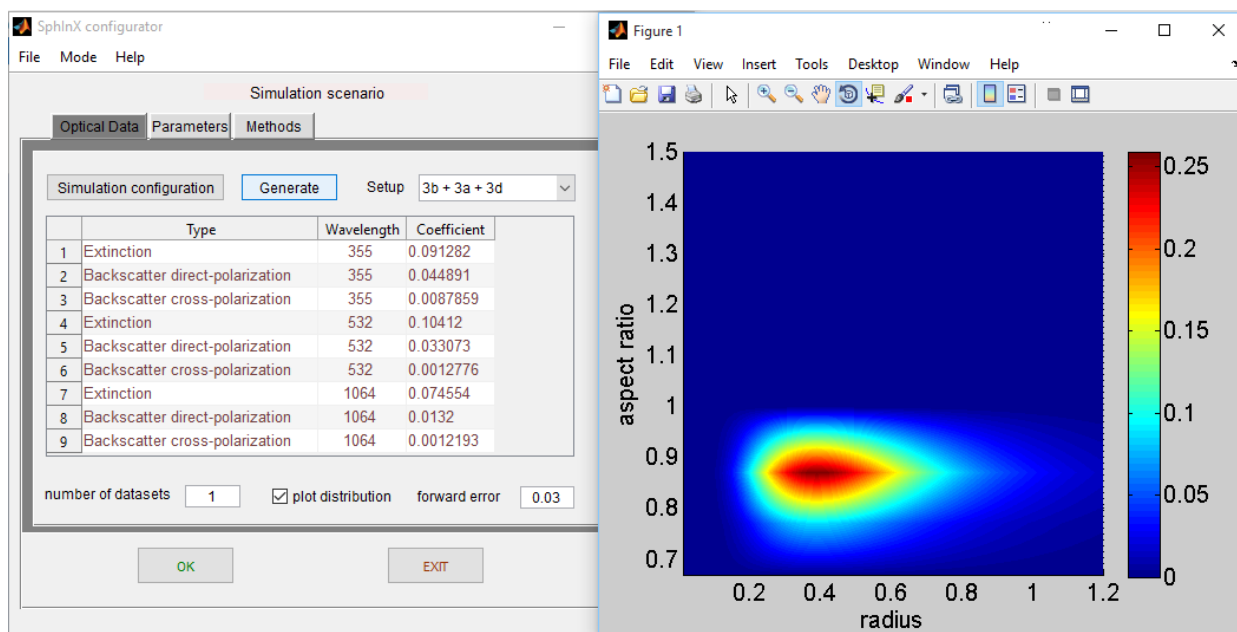 SphInX configurator
File Mode Help
Simulation scenario
Optical Data Parameters Methods
Simulation configuration Generate Setup 3b + 3a + 3d
Type Wavelength Coefficient
1 Extinction 355 0.091282
2 Backscatter direct-polarization 355 0.044891
3 Backscatter cross-polarization 355 0.0087859
4 Extinction 532 0.10412
5 Backscatter direct-polarization 532 0.033073
6 Backscatter cross-polarization 532 0.0012776
7 Extinction 1064 0.074554
8 Backscatter direct-polarization 1064 0.0132
9 Backscatter cross-polarization 1064 0.0012193
number of datasets 1 plot distribution forward error 0.03
OK EXIT
Figure 1
File Edit View Insert Tools Desktop Window Help
1.5
1.4
1.3
1.2
1.1
1
0.9
0.8
0.7
aspect ratio
0.2 0.4 0.6 0.8 1 1.2
radius
0.25
0.2
0.15
0.1
0.05
0